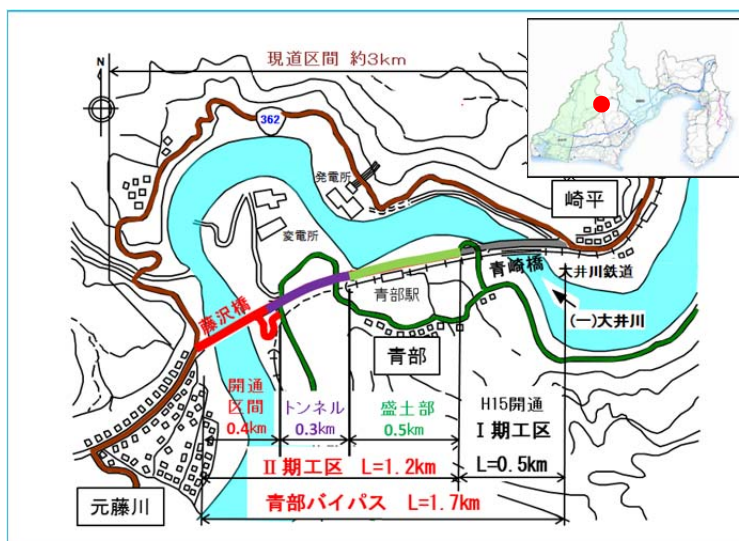 現道区間 約3km
N
362
発電所
変電所
崎平
藤沢橋
青部駅
青崎橋
大井川鉄道
(一)大井川
青部
開通
区間
0.4km
トンネル
0.3km
盛土部
0.5km
H15開通
Ⅰ期工区
L=0.5km
Ⅱ期工区 L=1.2km
青部バイパス L=1.7km
元藤川